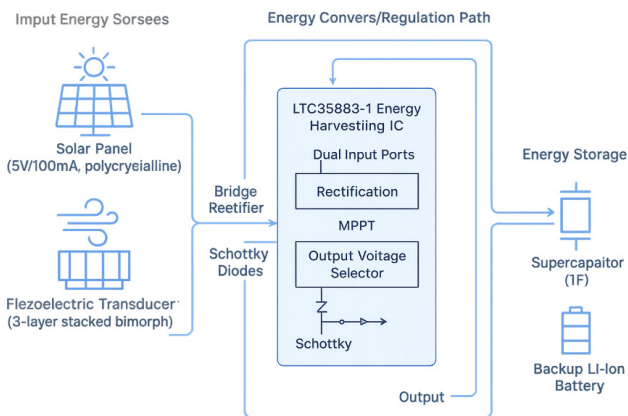 Imput Energy Sorsees
Energy Convers/Regulation Path
LTC35883-1 Energy
Harvestiing IC
Dual Input Ports
Rectification
MPPT
Output Voitage
Selector
Schottky
Solar Panel
(5V/100mA, polycryeialline)
Bridge
Reetifier
Schottky
Diodes
Flezoelectric Transducer
(3-layer stacked bimorph)
Energy Storage
Supercapaitor
(1F)
Backup LI-Ion
Battery
Output